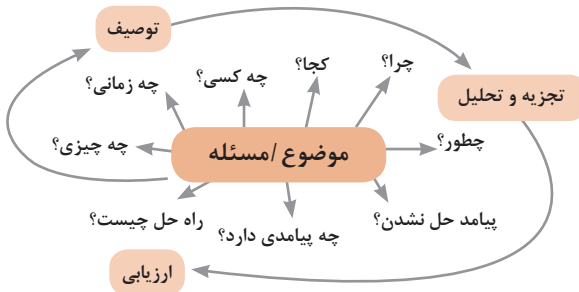 توصیف
تجزیه و تحلیل
چرا؟
کجا؟
چه کسی؟
چه زمانی؟
چه چیزی؟
موضوع /مسئله
چطور؟
پیامد حل نشدن؟
چه پیامدی دارد؟
راه حل چیست؟
ارزیابی